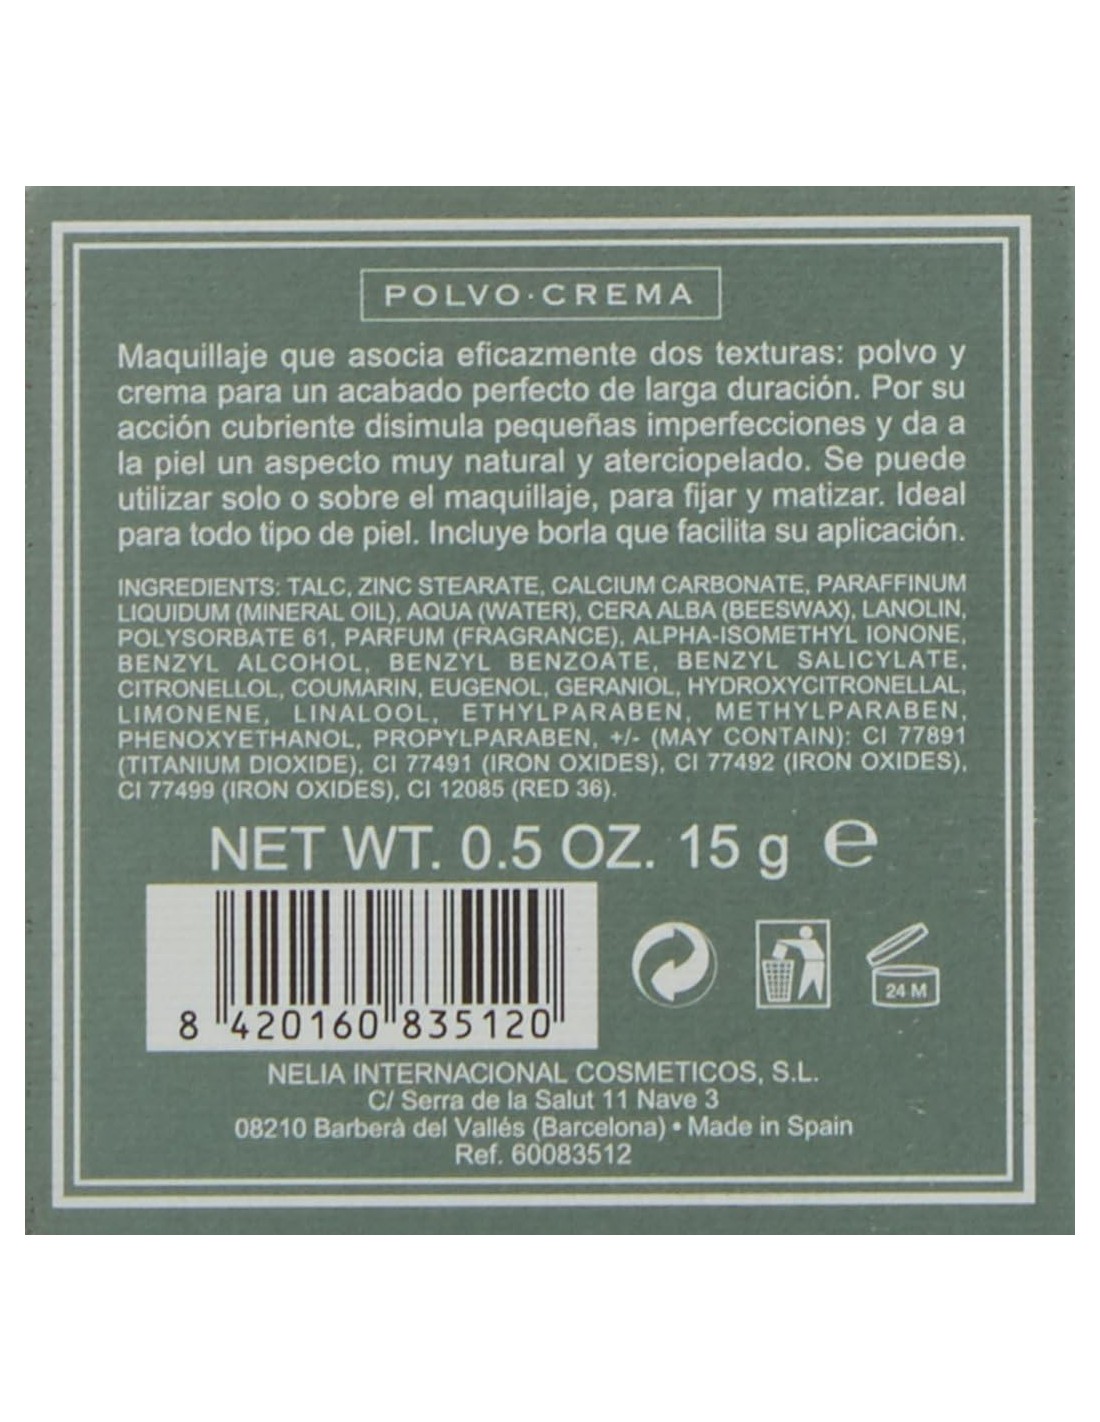 POLVO·CREMA
Maquillaje que asocia eficazmente dos texturas: polvo y
crema para un acabado perfecto de larga duración. Por su
acción cubriente disimula pequeñas imperfecciones y da a
la piel un aspecto muy natural y aterciopelado. Se puede
utilizar solo o sobre el maquillaje, para fijar y matizar. Ideal
para todo tipo de piel. Incluye borla que facilita su aplicación.
INGREDIENTS: TALC, ZINC STEARATE, CALCIUM CARBONATE, PARAFFINUM
LIQUIDUM (MINERAL OIL), AQUA (WATER), CERA ALBA (BEESWAX), LANOLIN,
POLYSORBATE 61, PARFUM (FRAGRANCE), ALPHA-ISOMETHYL IONONE,
BENZYL ALCOHOL, BENZYL BENZOATE, BENZYL SALICYLATE,
CITRONELLOL, COUMARIN, EUGENOL, GERANIOL, HYDROXYCITRONELLAL,
LIMONENE, LINALOOL, ETHYLPARABEN, METHYLPARABEN,
PHENOXYETHANOL, PROPYLPARABEN, +/- (MAY CONTAIN): CI 77891
(TITANIUM DIOXIDE), CI 77491 (IRON OXIDES), CI 77492 (IRON OXIDES),
CI 77499 (IRON OXIDES), CI 12085 (RED 36).
NET WT. 0.5 OZ. 15 g ℮
8 420160 835120
24 M
NELIA INTERNACIONAL COSMETICOS, S.L.
C/ Serra de la Salut 11 Nave 3
08210 Barberà del Vallés (Barcelona) • Made in Spain
Ref. 60083512